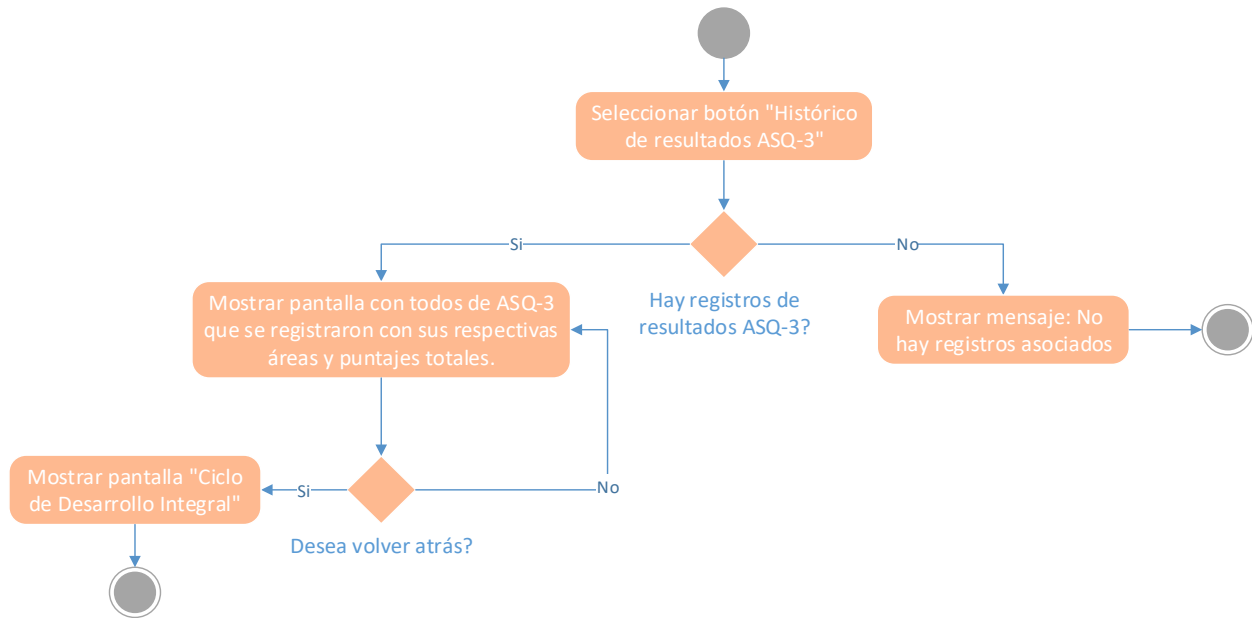 Seleccionar botón "Histórico
de resultados ASQ-3"
Si
No
Hay registros de
resultados ASQ-3?
Mostrar pantalla con todos de ASQ-3
que se registraron con sus respectivas
áreas y puntajes totales.
Mostrar mensaje: No
hay registros asociados
Mostrar pantalla "Ciclo
de Desarrollo Integral"
Si
No
Desea volver atrás?